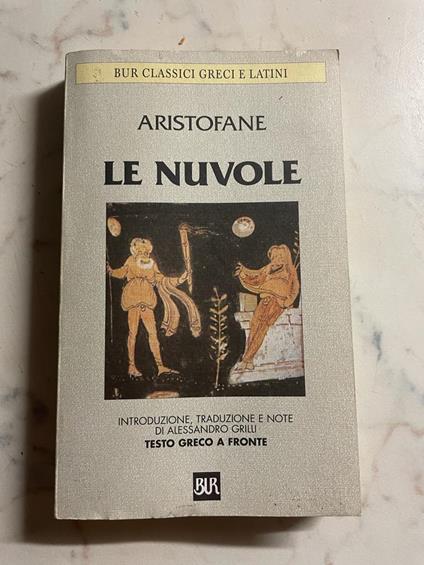 BUR CLASSICI GRECI E LATINI
ARISTOFANE
LE NUVOLE
INTRODUZIONE, TRADUZIONE E NOTE
DI ALESSANDRO GRILLI
TESTO GRECO A FRONTE
BUR